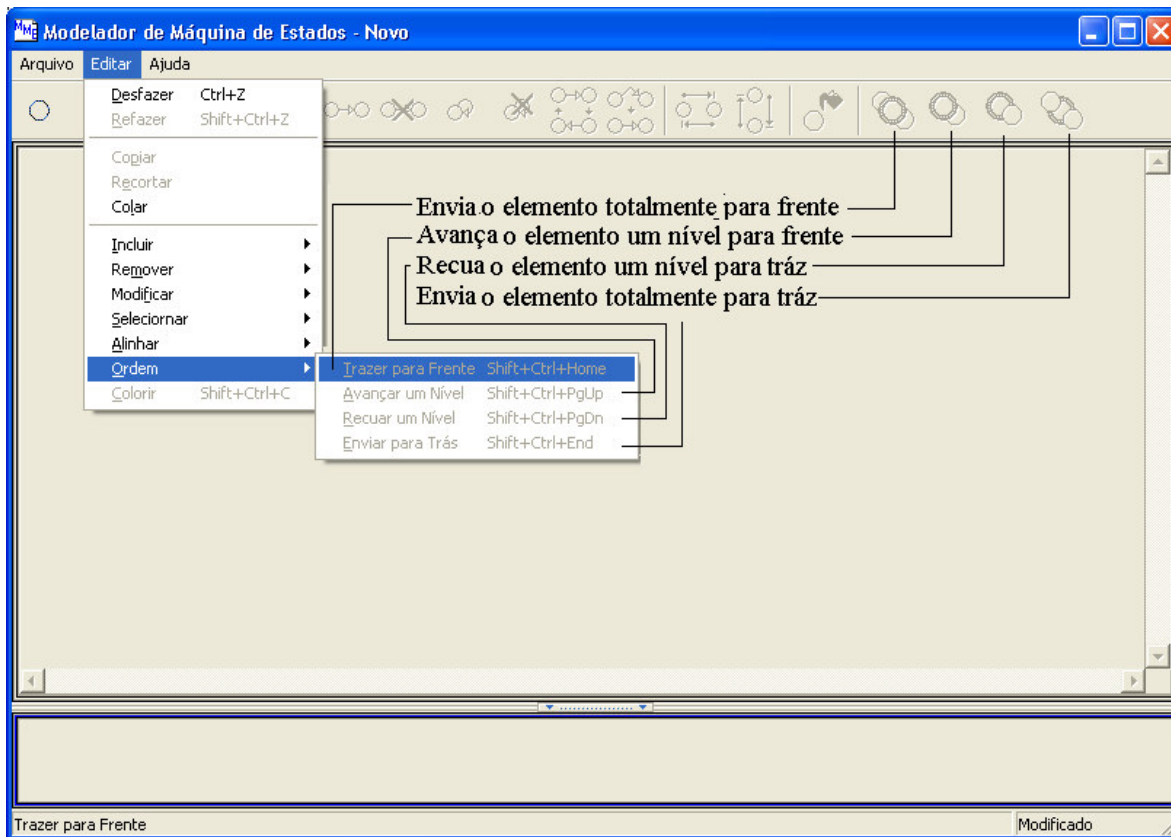 Modelador de Máquina de Estados - Novo
Arquivo Editar Ajuda
Desfazer Ctrl+Z
Refazer Shift+Ctrl+Z
Copiar
Recortar
Colar
Incluir
Remover
Modificar
Seleciornar
Alinhar
Ordem
Colorir Shift+Ctrl+C
Envia o elemento totalmente para frente
Avança o elemento um nível para frente
Recua o elemento um nível para tráz
Envia o elemento totalmente para tráz
Trazer para Frente Shift+Ctrl+Home
Avançar um Nível Shift+Ctrl+PgUp
Recuar um Nível Shift+Ctrl+PgDn
Enviar para Trás Shift+Ctrl+End
Trazer para Frente Modificado